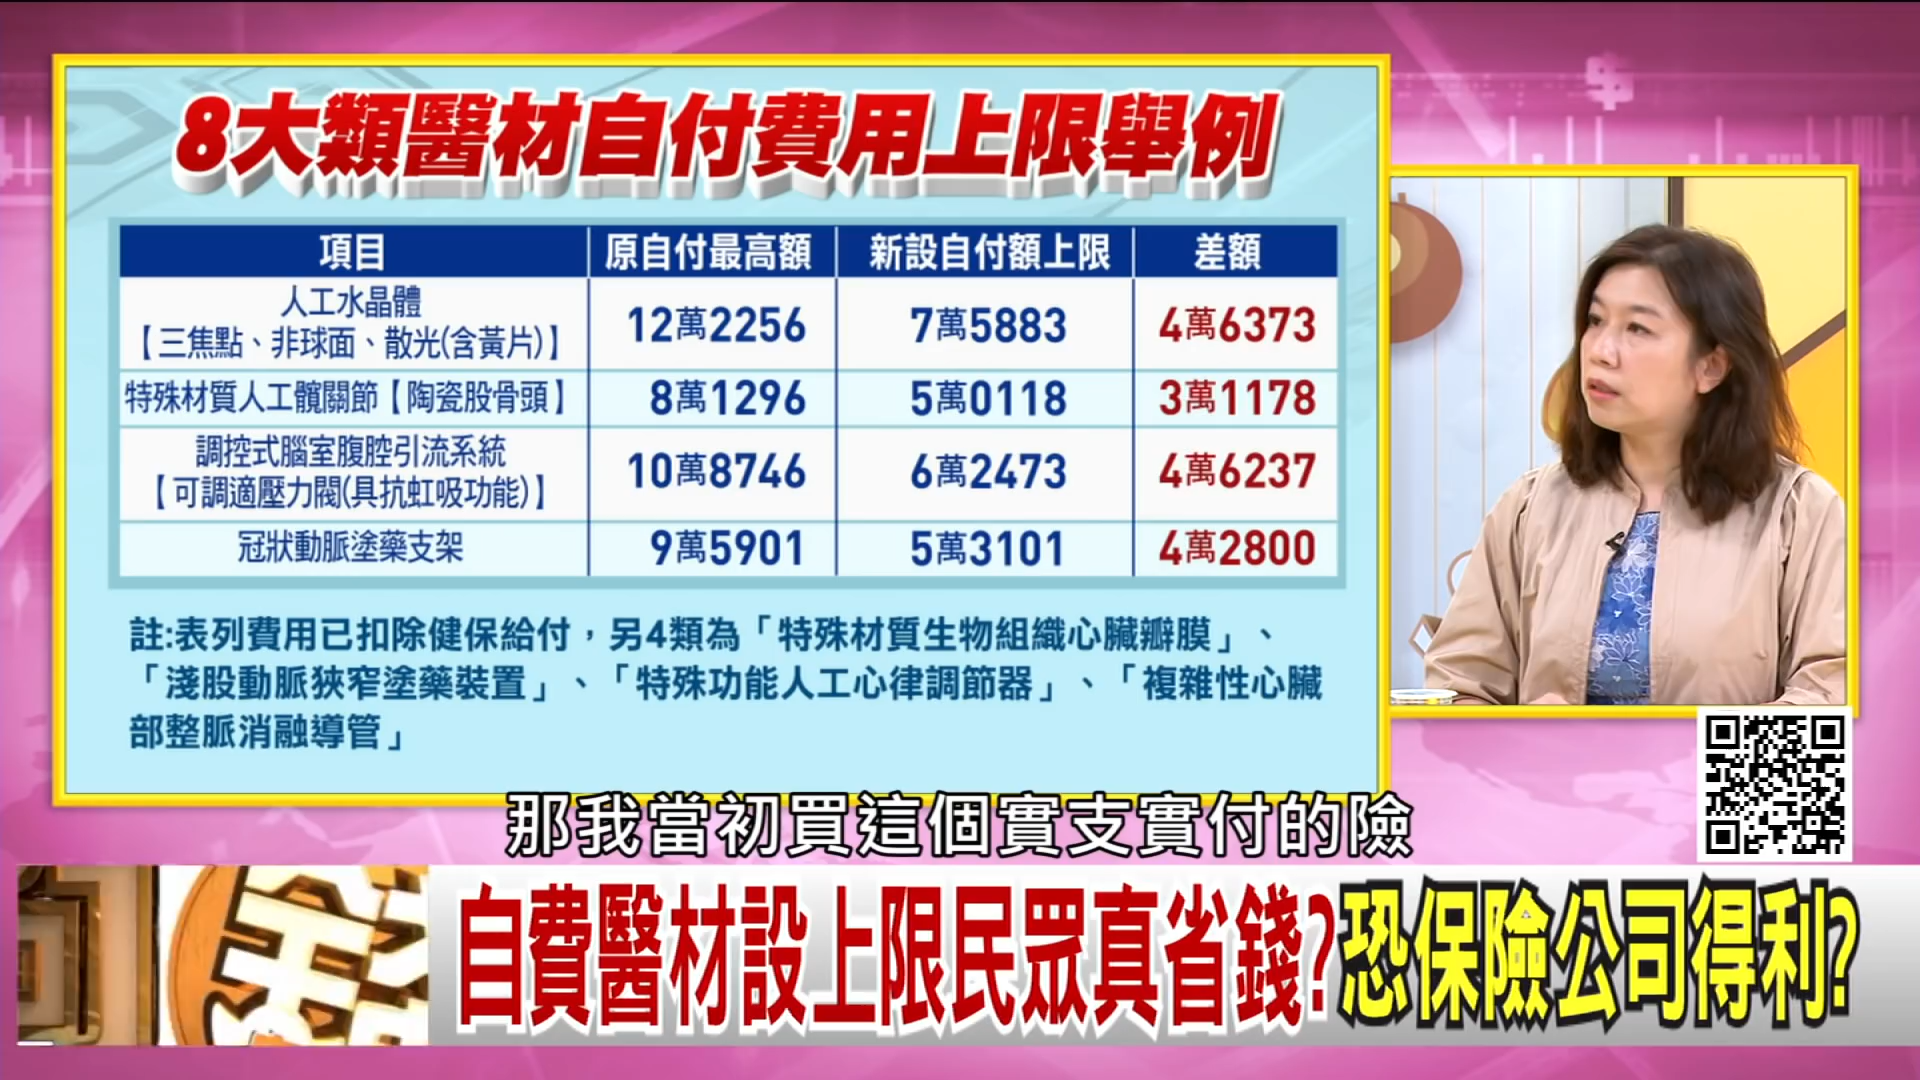 8大類醫材自付費用上限舉例
項目 原自付最高額 新設自付額上限 差額
人工水晶體
【三焦點、非球面、散光(含黃片)】 12萬2256 7萬5883 4萬6373
特殊材質人工髖關節【陶瓷股骨頭】 8萬1296 5萬0118 3萬1178
調控式腦室腹腔引流系統
【可調適壓力閥(具抗虹吸功能)】 10萬8746 6萬2473 4萬6237
冠狀動脈塗藥支架 9萬5901 5萬3101 4萬2800
註:表列費用已扣除健保給付，另4類為「特殊材質生物組織心臟瓣膜」、
「淺股動脈狹窄塗藥裝置」、「特殊功能人工心律調節器」、「複雜性心臟
部整脈消融導管」
那我當初買這個實支實付的險
自費醫材設上限民眾真省錢?恐保險公司得利?